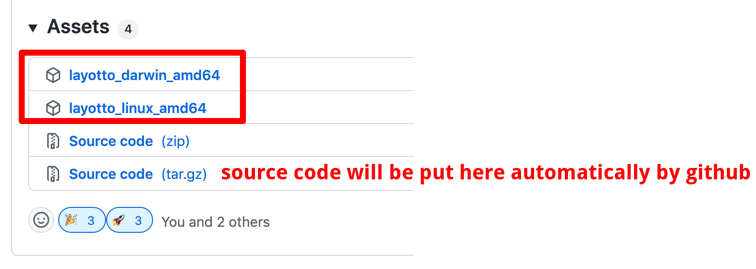 Assets 4
layotto_darwin_amd64
layotto_linux_amd64
Source code (zip)
Source code (tar.gz) source code will be put here automatically by github
3 3 You and 2 others